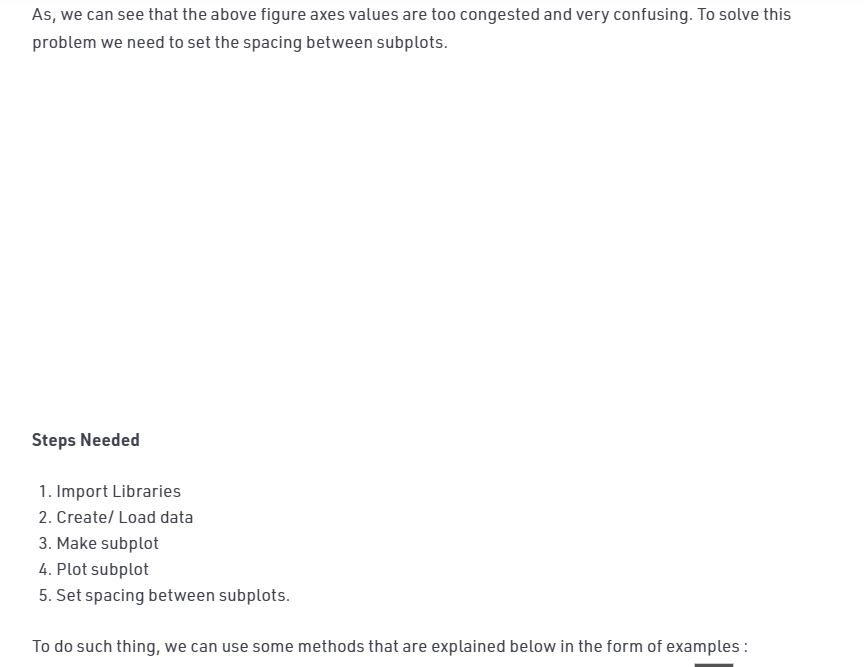 As, we can see that the above figure axes values are too congested and very confusing. To solve this
problem we need to set the spacing between subplots.
Steps Needed
1. Import Libraries
2. Create/ Load data
3. Make subplot
4. Plot subplot
5. Set spacing between subplots.
To do such thing, we can use some methods that are explained below in the form of examples :